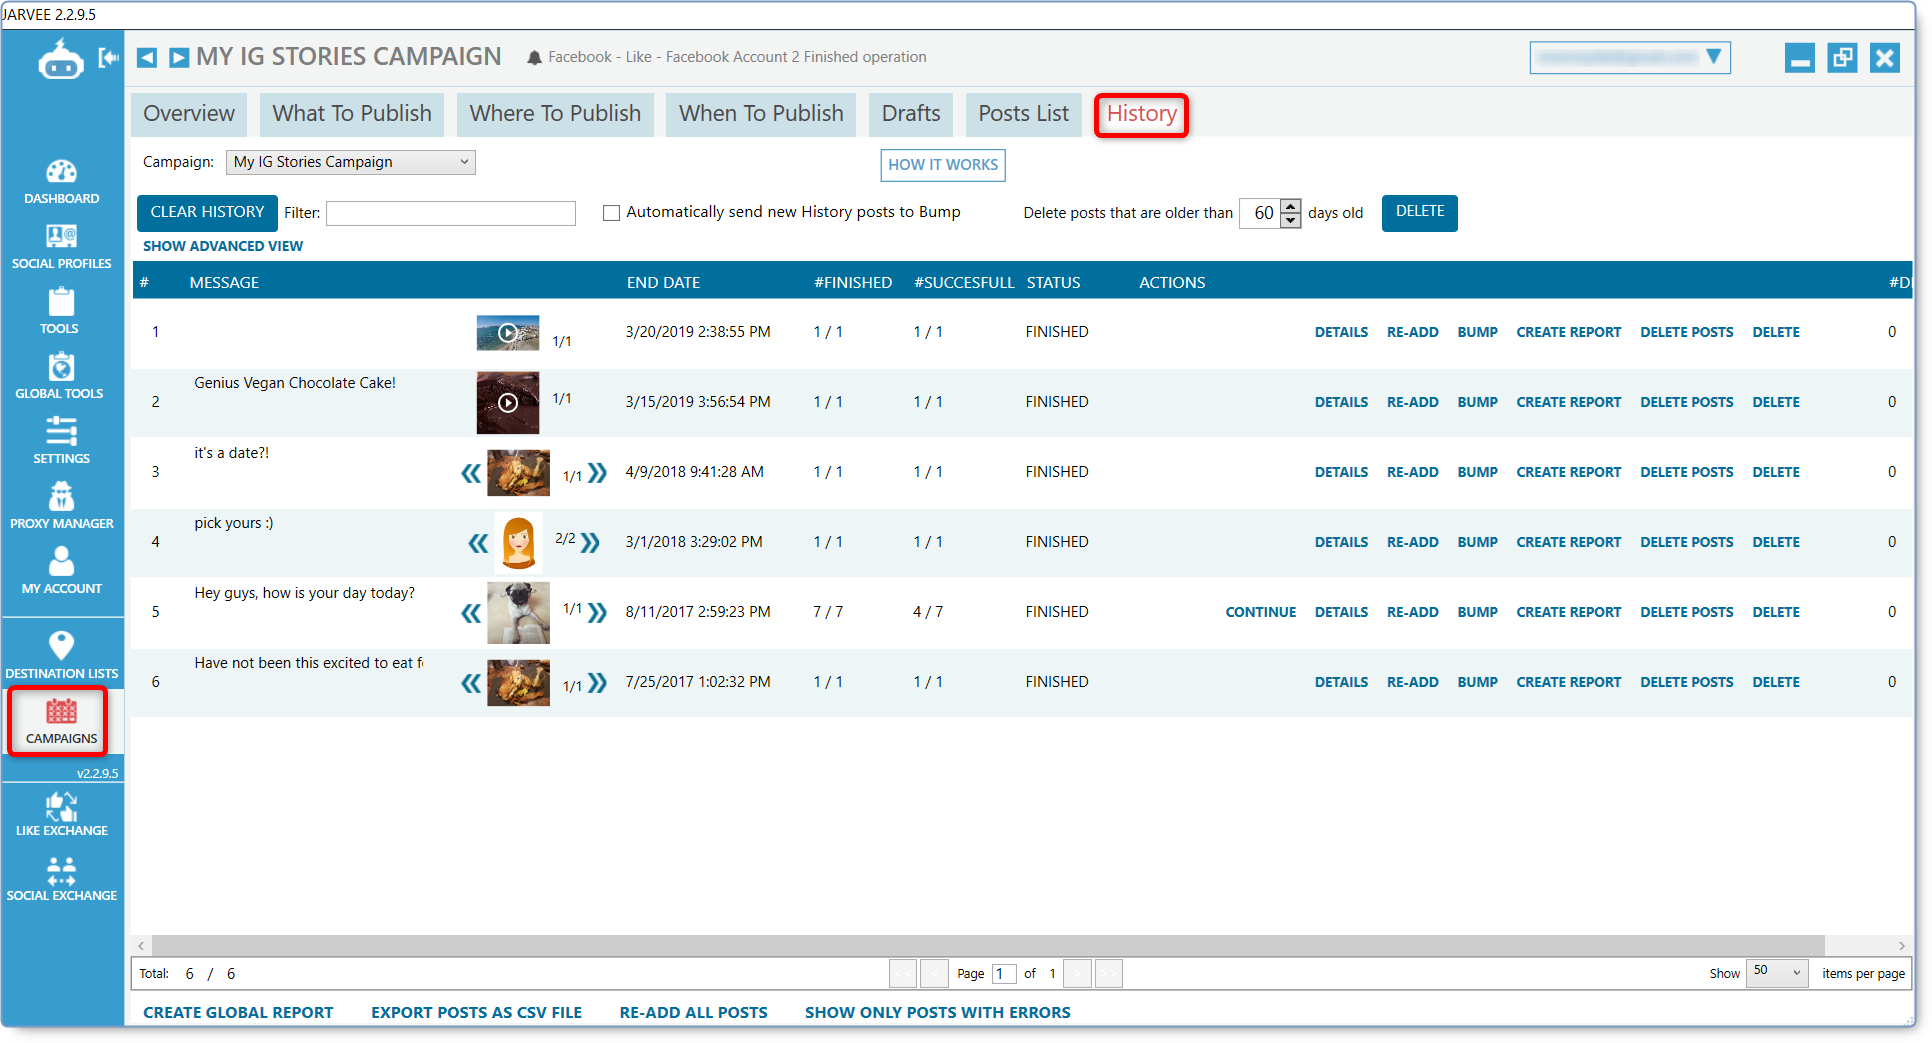 JARVEE 2.2.9.5
MY IG STORIES CAMPAIGN Facebook - Like - Facebook Account 2 Finished operation
Overview What To Publish Where To Publish When To Publish Drafts Posts List History
Campaign: My IG Stories Campaign HOW IT WORKS
CLEAR HISTORY Filter: Automatically send new History posts to Bump Delete posts that are older than 60 days old DELETE
SHOW ADVANCED VIEW
# MESSAGE END DATE #FINISHED #SUCCESFULL STATUS ACTIONS #DI
1 1/1 3/20/2019 2:38:55 PM 1 / 1 1 / 1 FINISHED DETAILS RE-ADD BUMP CREATE REPORT DELETE POSTS DELETE 0
Genius Vegan Chocolate Cake!
2 1/1 3/15/2019 3:56:54 PM 1 / 1 1 / 1 FINISHED DETAILS RE-ADD BUMP CREATE REPORT DELETE POSTS DELETE 0
it's a date?!
3 1/1 4/9/2018 9:41:28 AM 1 / 1 1 / 1 FINISHED DETAILS RE-ADD BUMP CREATE REPORT DELETE POSTS DELETE 0
pick yours :)
4 2/2 3/1/2018 3:29:02 PM 1 / 1 1 / 1 FINISHED DETAILS RE-ADD BUMP CREATE REPORT DELETE POSTS DELETE 0
Hey guys, how is your day today?
5 1/1 8/11/2017 2:59:23 PM 7 / 7 4 / 7 FINISHED CONTINUE DETAILS RE-ADD BUMP CREATE REPORT DELETE POSTS DELETE 0
Have not been this excited to eat f
6 1/1 7/25/2017 1:02:32 PM 1 / 1 1 / 1 FINISHED DETAILS RE-ADD BUMP CREATE REPORT DELETE POSTS DELETE 0
Total: 6 / 6 << < Page 1 of 1 > >> Show 50 items per page
CREATE GLOBAL REPORT EXPORT POSTS AS CSV FILE RE-ADD ALL POSTS SHOW ONLY POSTS WITH ERRORS
DASHBOARD
SOCIAL PROFILES
TOOLS
GLOBAL TOOLS
SETTINGS
PROXY MANAGER
MY ACCOUNT
DESTINATION LISTS
CAMPAIGNS
v2.2.9.5
LIKE EXCHANGE
SOCIAL EXCHANGE